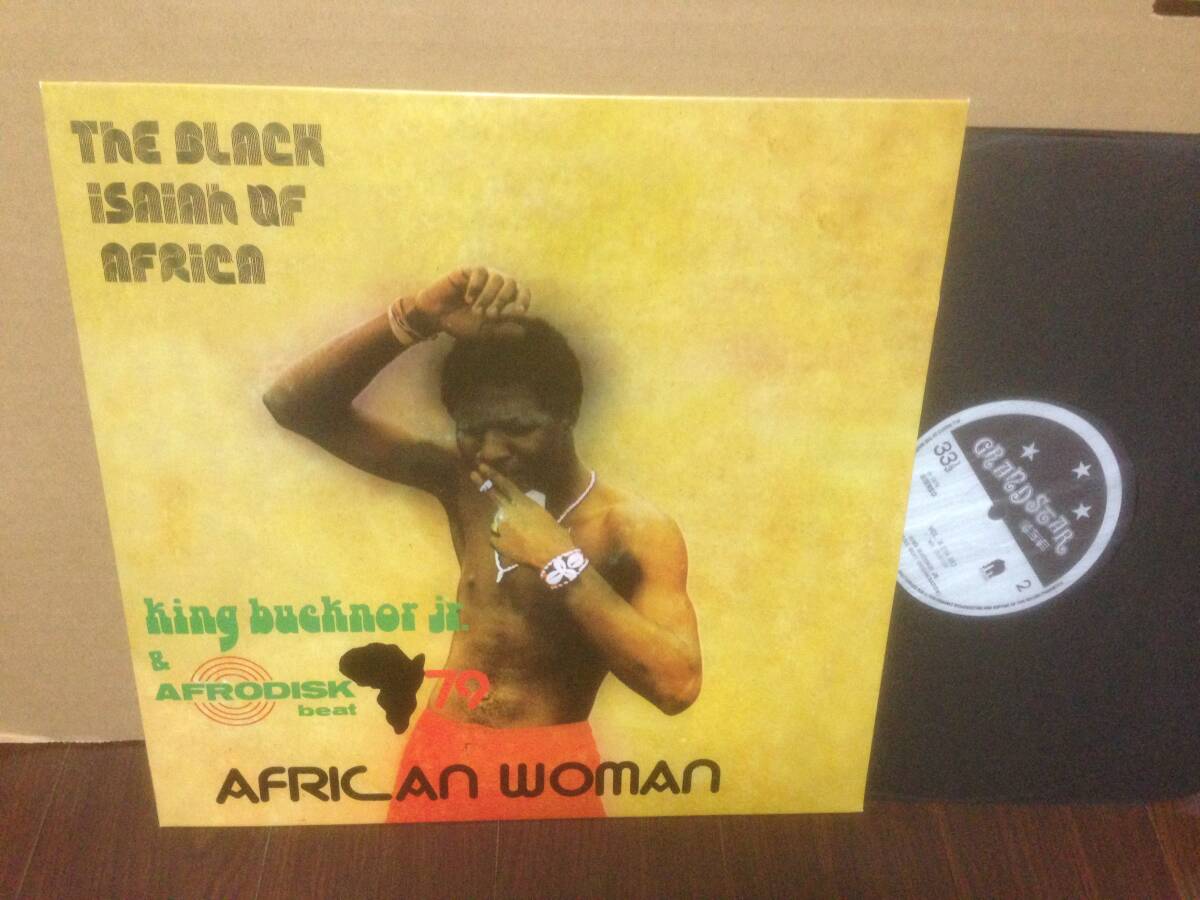 THE BLACK
ISAIAH OF
AFRICA
king bucknor jr.
&
AFRODISK
beat
79
AFRICAN WOMAN
GRANDSTAR
33⅓
2